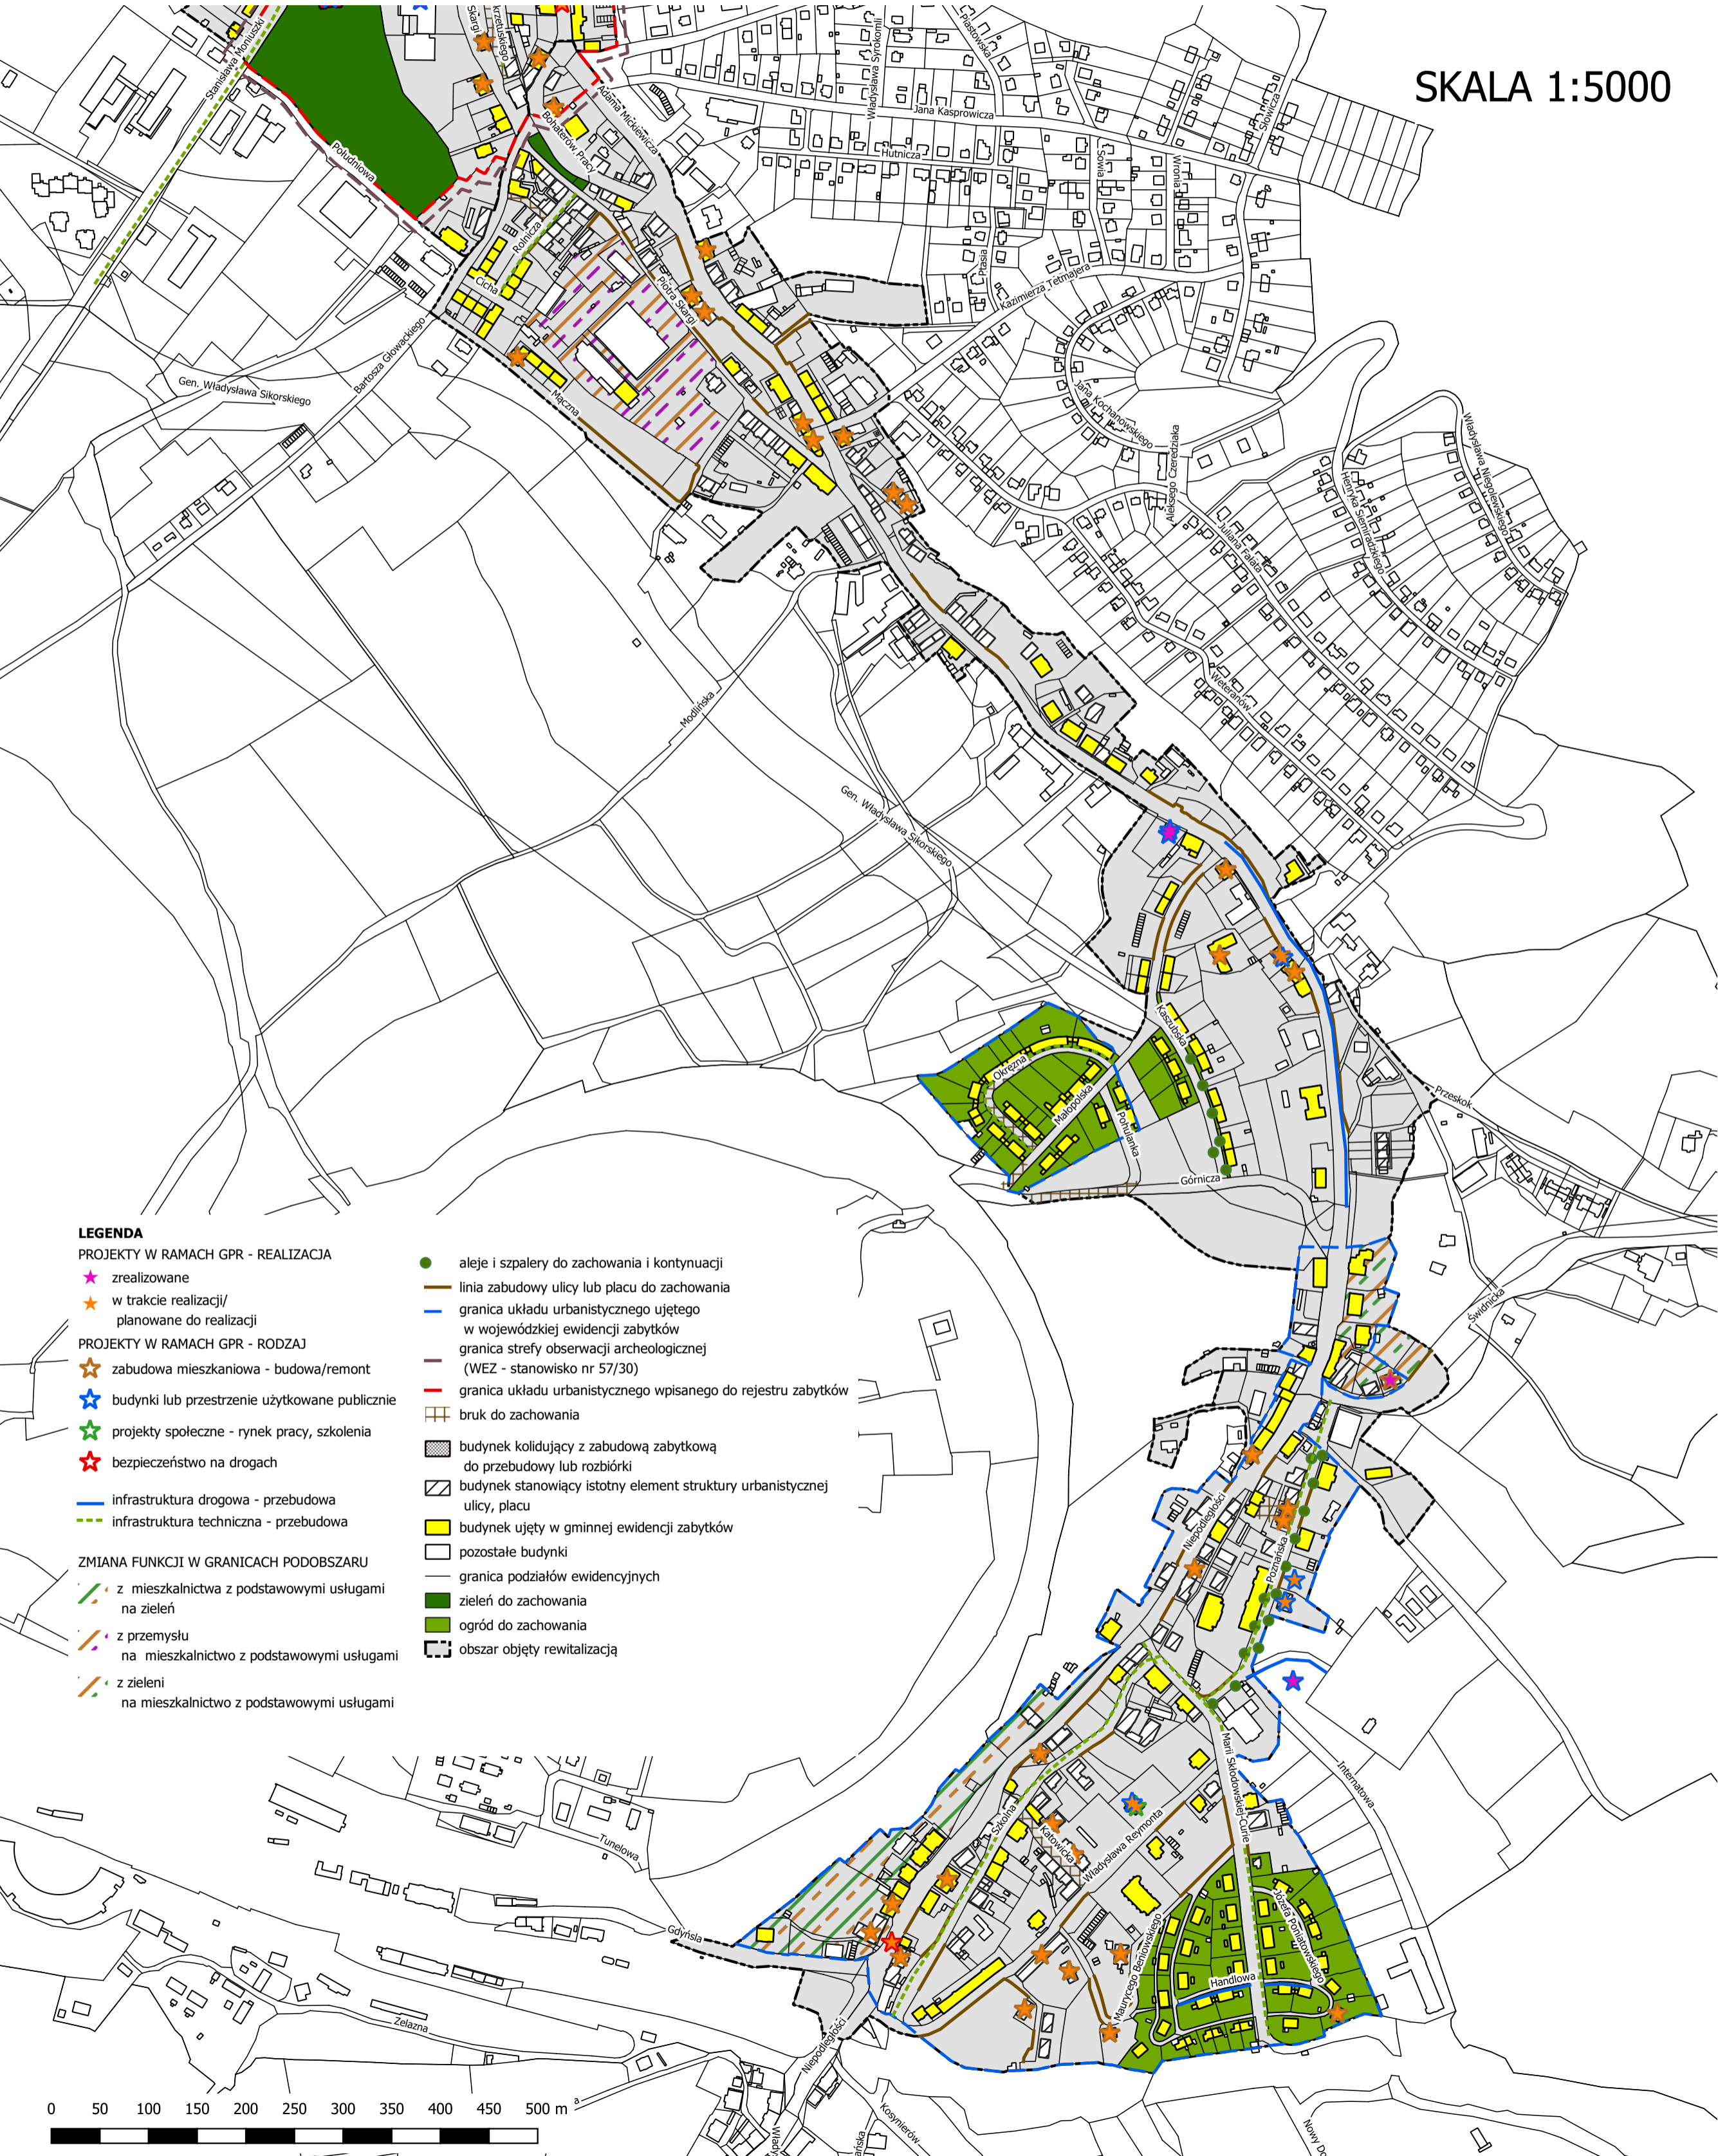 SKALA 1:5000
Stanisława Moniuszki
Skargi
Południowa
Bohaterów Pracy
Adama Mickiewicza
Władysława Syrokomli
Piastowska
Jana Kasprowicza
Hutnicza
Sowia
Wronia
Słowicza
Rolnicza
Cicha
Piotra Skargi
Ptasia
Kazimierza Tetmajera
Gen. Władysława Sikorskiego
Bartosza Głowackiego
Mączna
Jana Kochanowskiego
Aleksego Czeredziaka
Henryka Siemiradzkiego
Władysława Niegolewskiego
Juliana Fałata
Weteranów
Modlińska
Gen. Władysława Sikorskiego
Kaszubska
Okrężna
Małopolska
Pohulanka
Górnicza
Przeskok
Świdnicka
LEGENDA
PROJEKTY W RAMACH GPR - REALIZACJA
zrealizowane
w trakcie realizacji/
planowane do realizacji
PROJEKTY W RAMACH GPR - RODZAJ
zabudowa mieszkaniowa - budowa/remont
budynki lub przestrzenie użytkowane publicznie
projekty społeczne - rynek pracy, szkolenia
bezpieczeństwo na drogach
infrastruktura drogowa - przebudowa
infrastruktura techniczna - przebudowa
ZMIANA FUNKCJI W GRANICACH PODOBSZARU
z mieszkalnictwa z podstawowymi usługami
na zieleń
z przemysłu
na mieszkalnictwo z podstawowymi usługami
z zieleni
na mieszkalnictwo z podstawowymi usługami
aleje i szpalery do zachowania i kontynuacji
linia zabudowy ulicy lub placu do zachowania
granica układu urbanistycznego ujętego
w wojewódzkiej ewidencji zabytków
granica strefy obserwacji archeologicznej
(WEZ - stanowisko nr 57/30)
granica układu urbanistycznego wpisanego do rejestru zabytków
bruk do zachowania
budynek kolidujący z zabudową zabytkową
do przebudowy lub rozbiórki
budynek stanowiący istotny element struktury urbanistycznej
ulicy, placu
budynek ujęty w gminnej ewidencji zabytków
pozostałe budynki
granica podziałów ewidencyjnych
zieleń do zachowania
ogród do zachowania
obszar objęty rewitalizacją
Niepodległości
Poznańska
Marii Skłodowskiej-Curie
Internatowa
Szkolna
Katowicka
Władysława Reymonta
Maurycego Beniowskiego
Józefa Poniatowskiego
Handlowa
Tunelowa
Gdyńsla
Żelazna
Niepodległości
Kosynierów
0 50 100 150 200 250 300 350 400 450 500 m